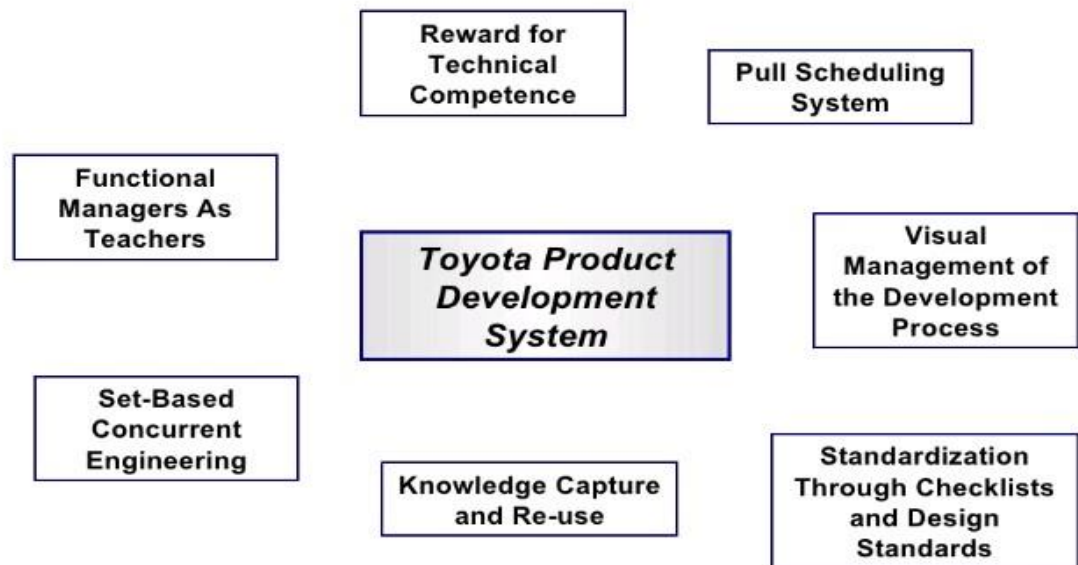 Reward for
Technical
Competence
Pull Scheduling
System
Functional
Managers As
Teachers
Toyota Product
Development
System
Visual
Management of
the Development
Process
Set-Based
Concurrent
Engineering
Knowledge Capture
and Re-use
Standardization
Through Checklists
and Design
Standards